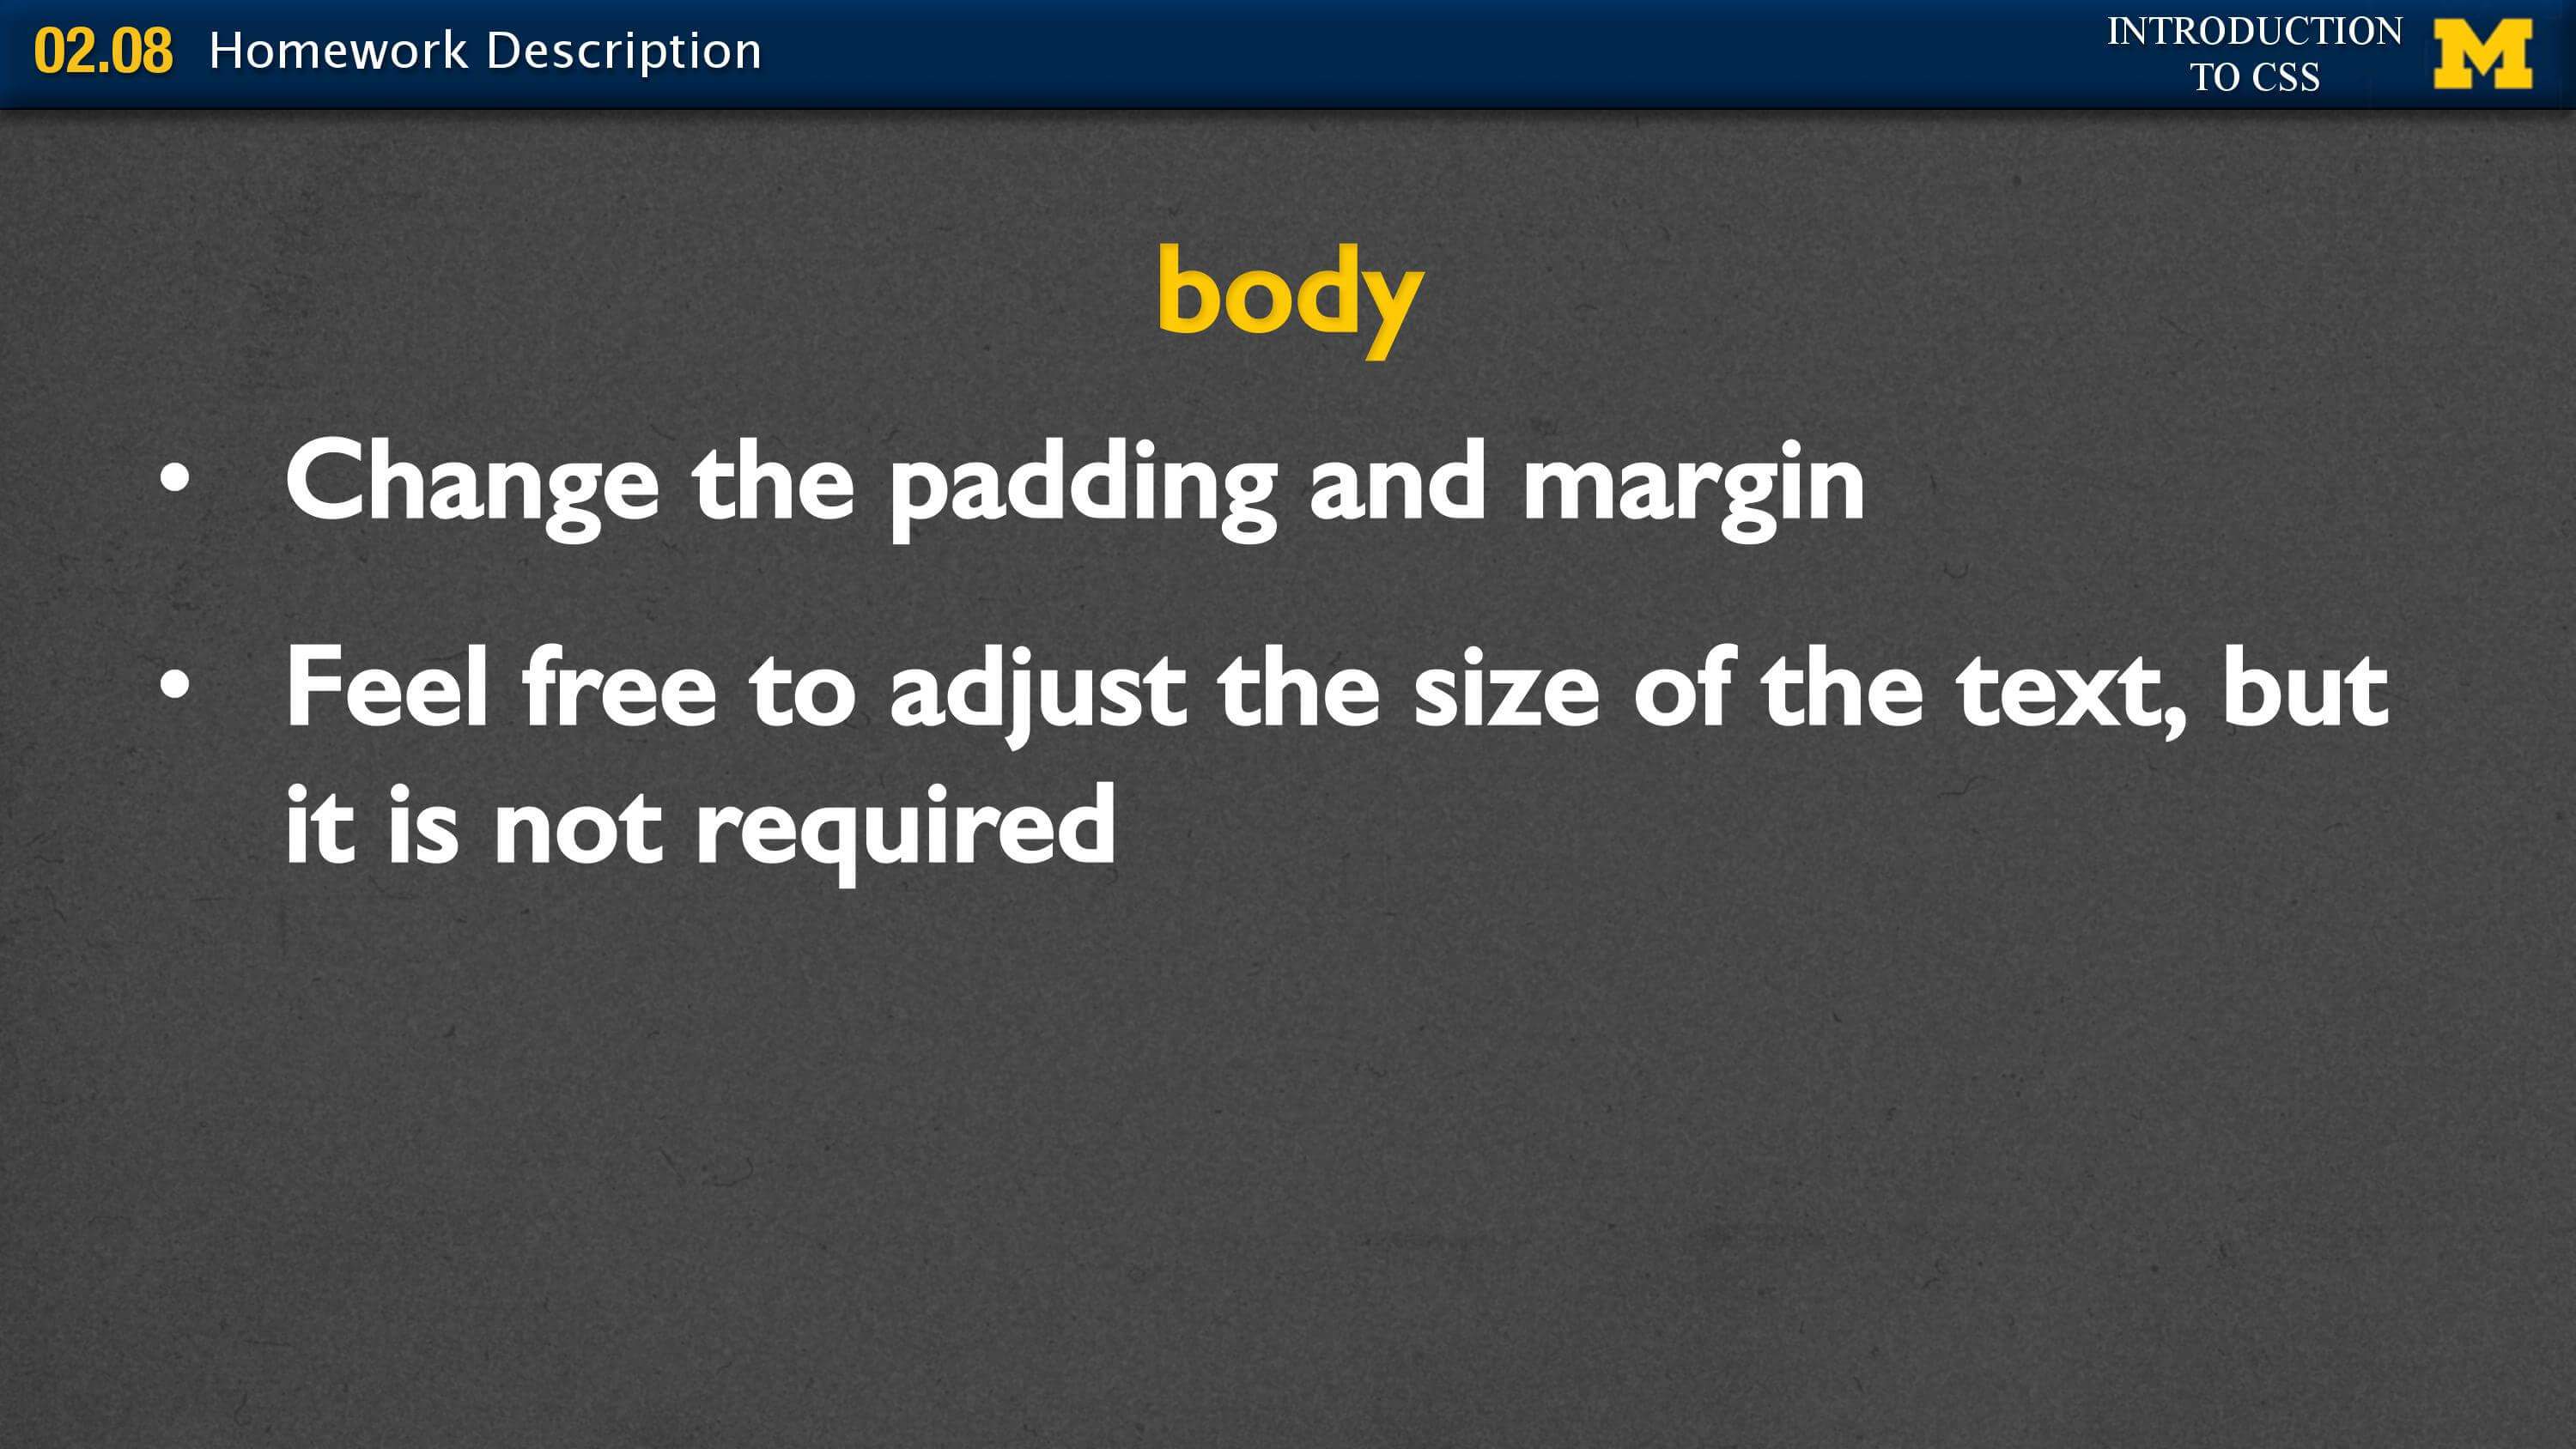 02.08 Homework Description
INTRODUCTION
TO CSS
M
body
• Change the padding and margin
• Feel free to adjust the size of the text, but
it is not required